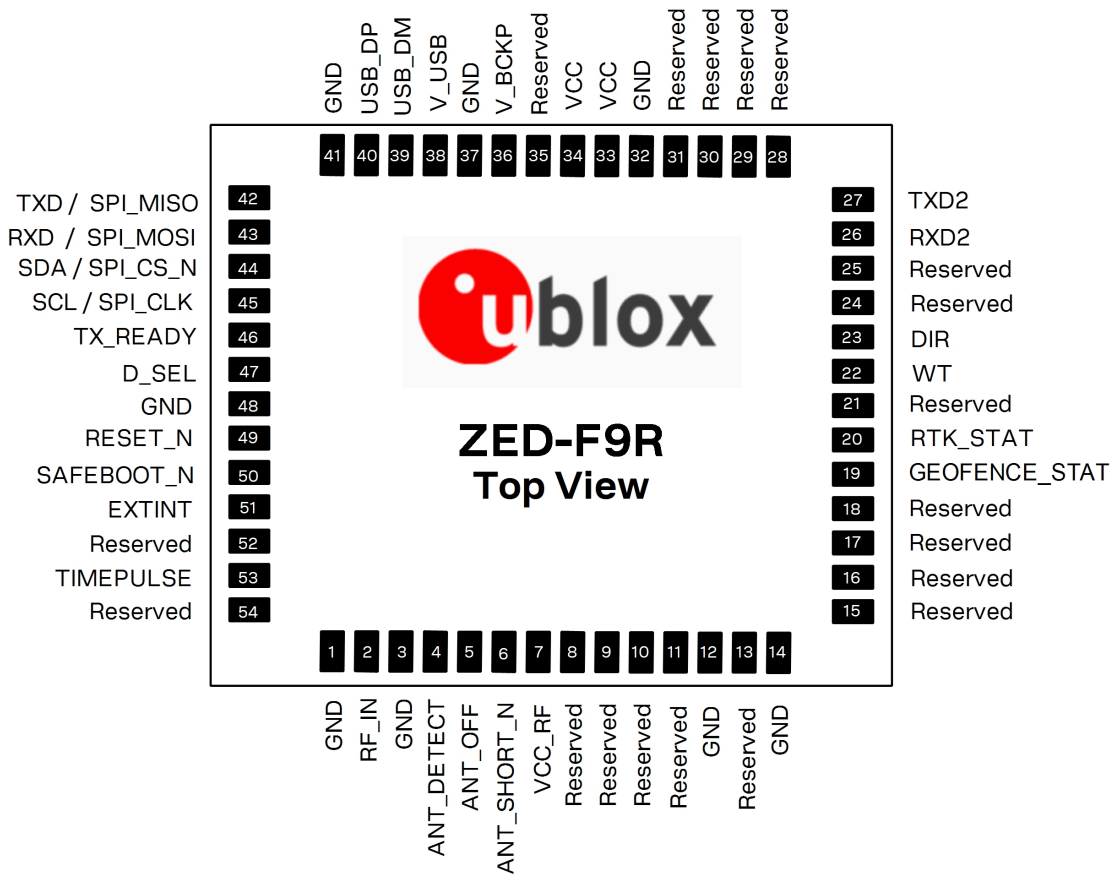 GND
USB_DP
USB_DM
V_USB
GND
V_BCKP
Reserved
VCC
VCC
GND
Reserved
Reserved
Reserved
Reserved
41 40 39 38 37 36 35 34 33 32 31 30 29 28
TXD / SPI_MISO 42
RXD / SPI_MOSI 43
SDA / SPI_CS_N 44
SCL / SPI_CLK 45
TX_READY 46
D_SEL 47
GND 48
RESET_N 49
SAFEBOOT_N 50
EXTINT 51
Reserved 52
TIMEPULSE 53
Reserved 54
ublox
ZED-F9R
Top View
27 TXD2
26 RXD2
25 Reserved
24 Reserved
23 DIR
22 WT
21 Reserved
20 RTK_STAT
19 GEOFENCE_STAT
18 Reserved
17 Reserved
16 Reserved
15 Reserved
1 2 3 4 5 6 7 8 9 10 11 12 13 14
GND
RF_IN
GND
ANT_DETECT
ANT_OFF
ANT_SHORT_N
VCC_RF
Reserved
Reserved
Reserved
Reserved
GND
Reserved
GND